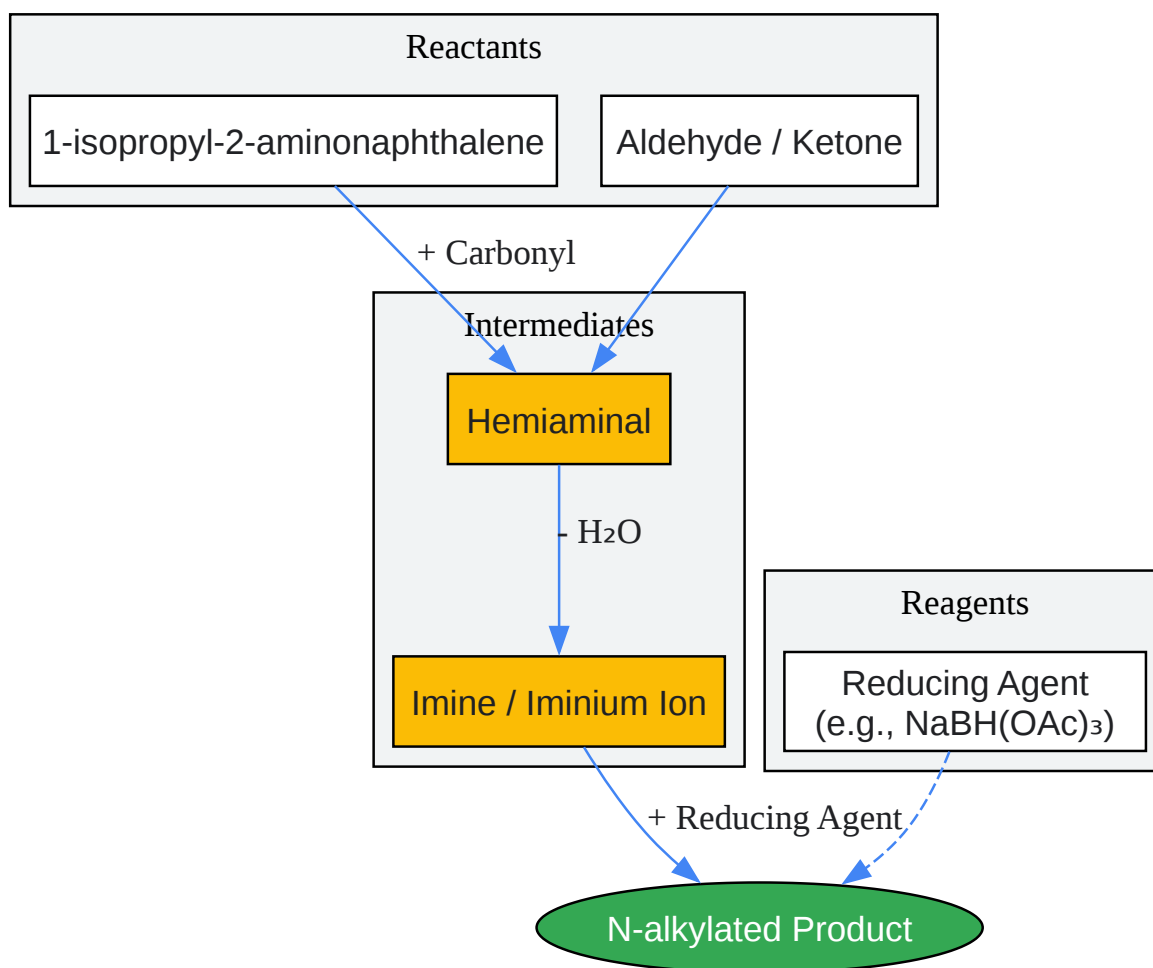 Reactants
1-isopropyl-2-aminonaphthalene
Aldehyde / Ketone
+ Carbonyl
Intermediates
Hemiaminal
- H₂O
Imine / Iminium Ion
Reagents
Reducing Agent
(e.g., NaBH(OAc)₃)
+ Reducing Agent
N-alkylated Product